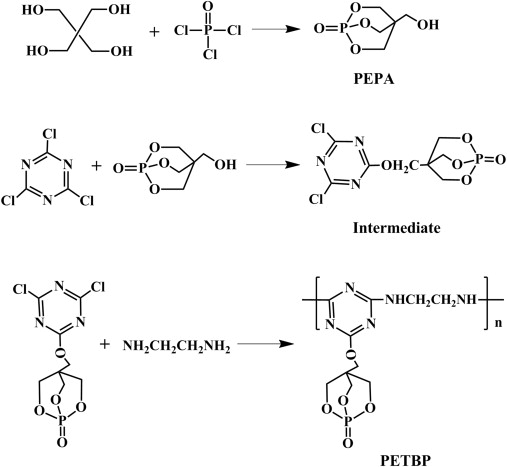 HO OH O
HO OH + Cl P Cl O=P O O O OH
Cl
PEPA
Cl
N N
Cl N Cl + O=P O O O OH
Cl N N
Cl N OH₂C O O O P=O
Intermediate
Cl N Cl
N N
O
+ NH₂CH₂CH₂NH₂
O O O
P
O
N NHCH₂CH₂NH n
N N
O
O O O
P
O
PETBP